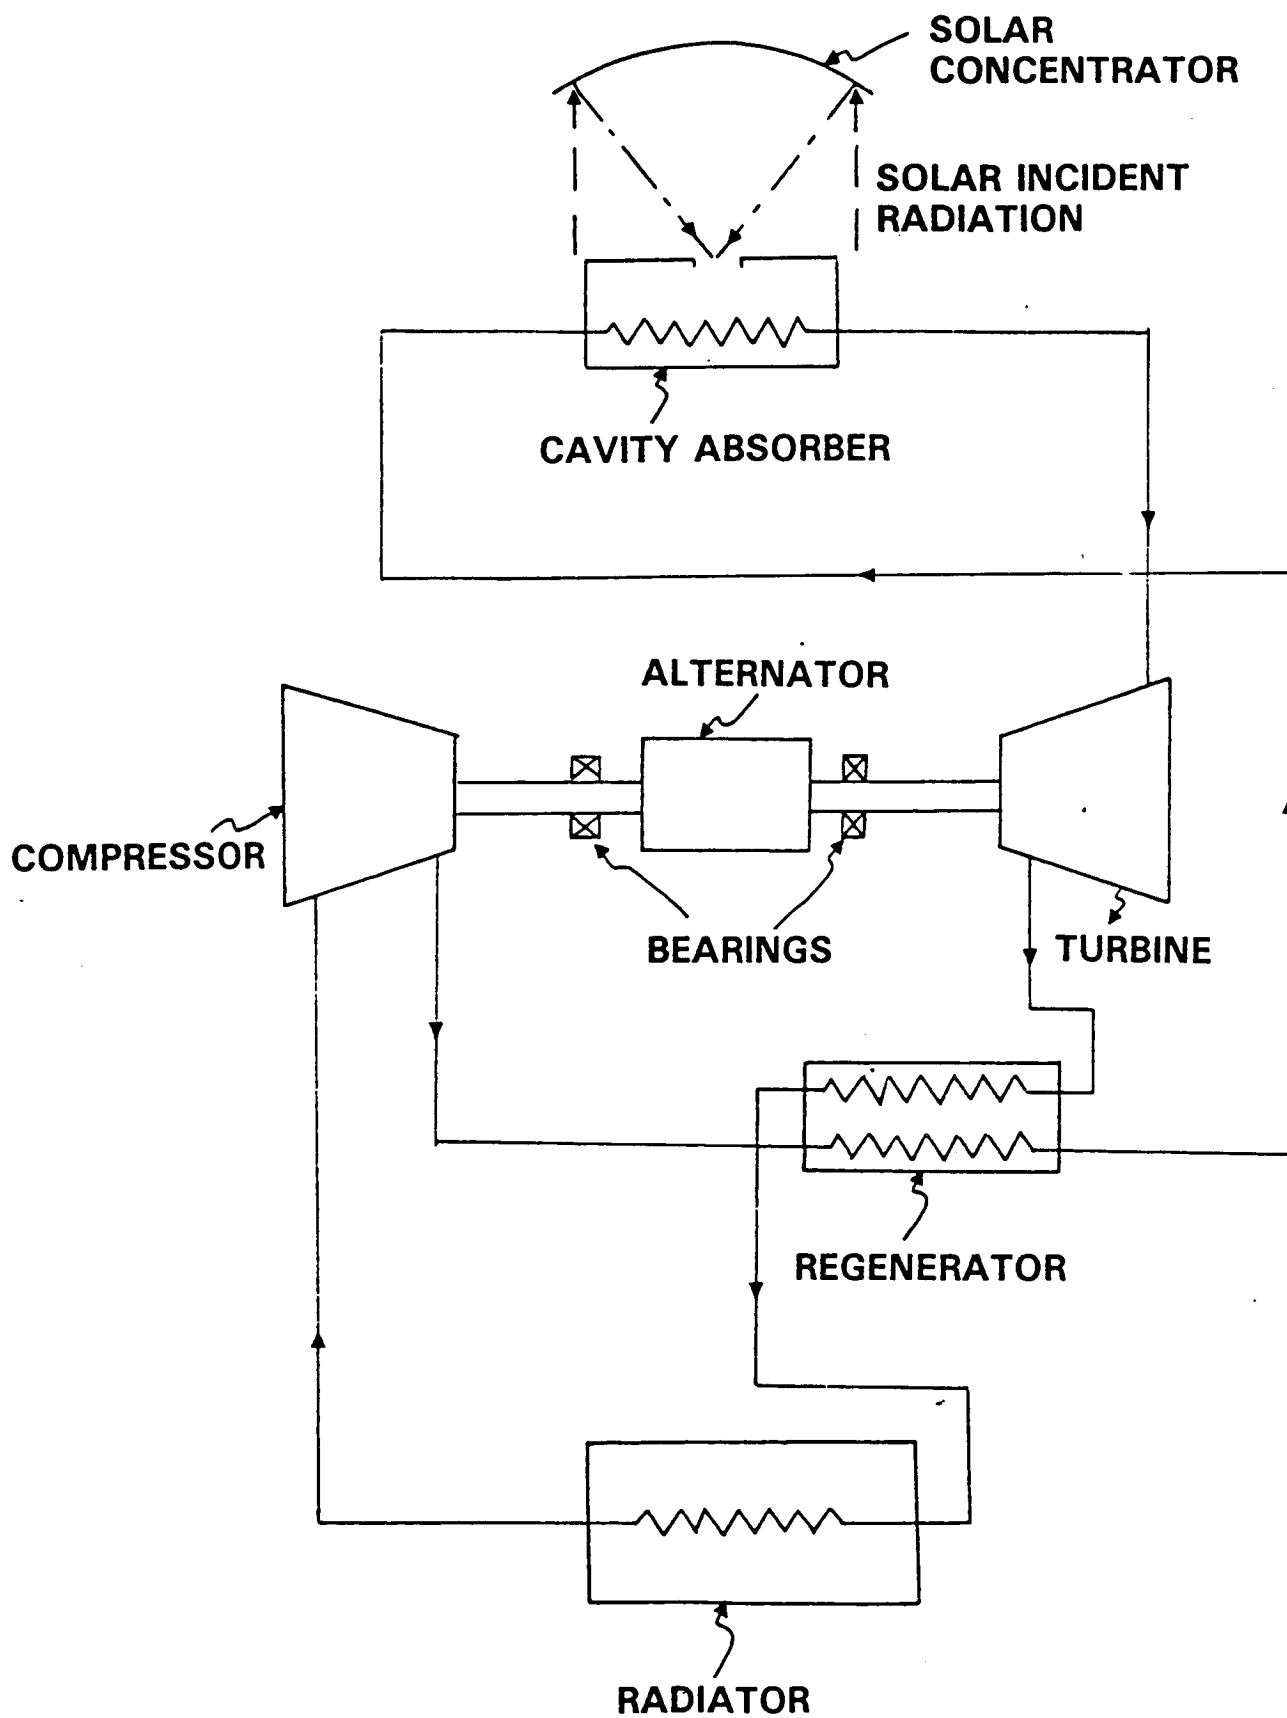 SOLAR
CONCENTRATOR
SOLAR INCIDENT
RADIATION
CAVITY ABSORBER
ALTERNATOR
COMPRESSOR
BEARINGS
TURBINE
REGENERATOR
RADIATOR